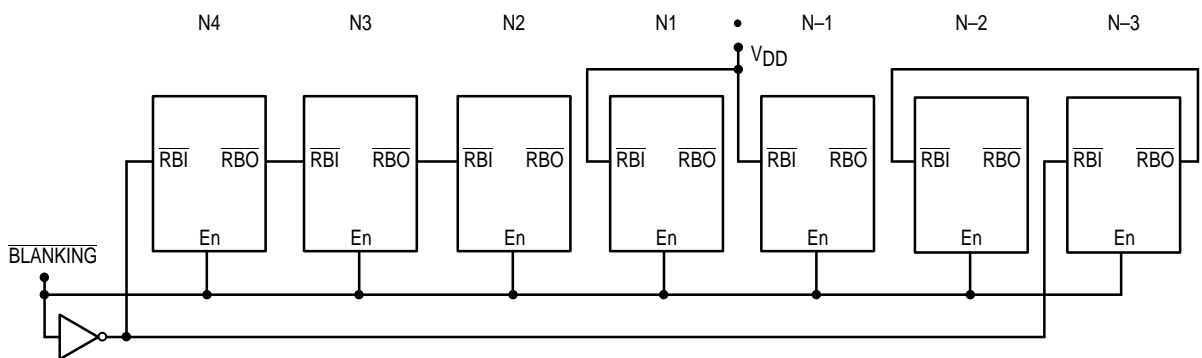 N4 N3 N2 N1 • N–1 N–2 N–3
VDD
RBI RBO RBI RBO RBI RBO RBI RBO RBI RBO RBI RBO RBI RBO
En En En En En En En
BLANKING